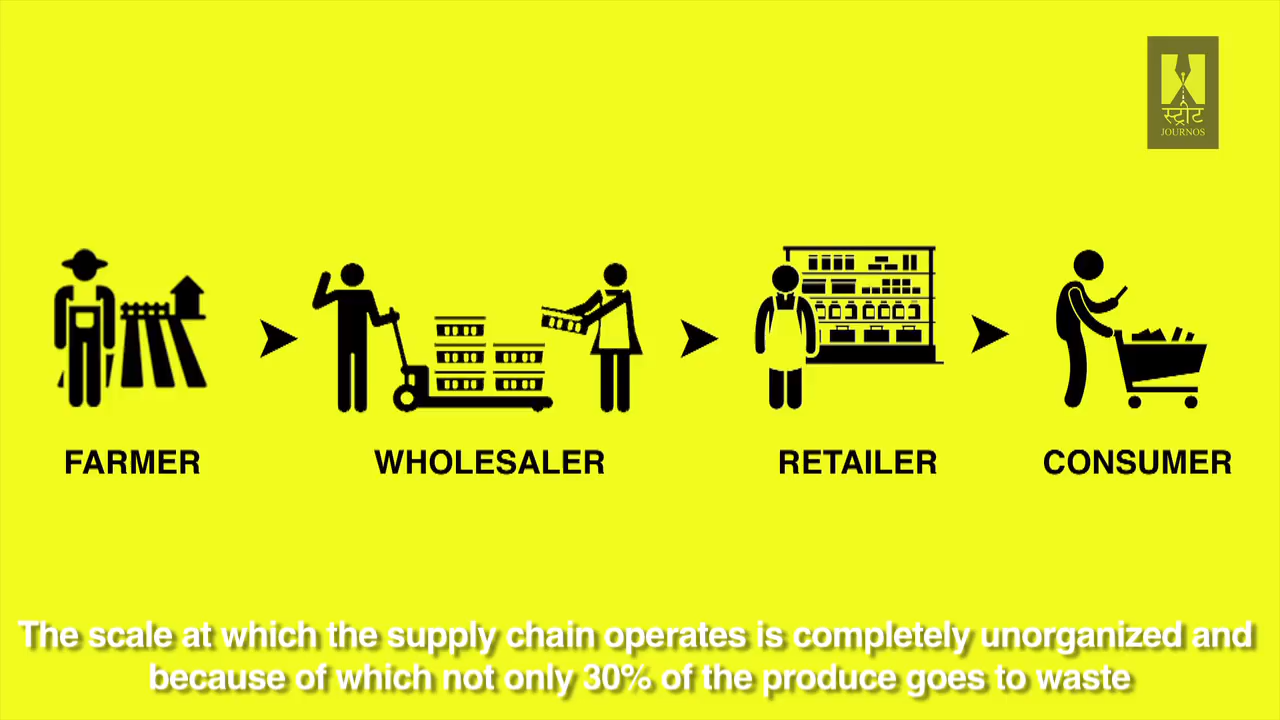 स्ट्रीट
JOURNOS
FARMER
WHOLESALER
RETAILER
CONSUMER
The scale at which the supply chain operates is completely unorganized and
because of which not only 30% of the produce goes to waste